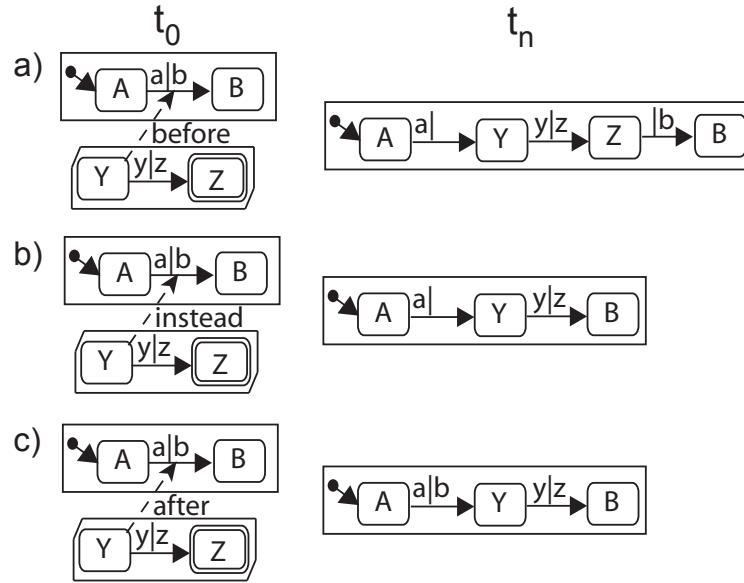 t0 tn
a) A a|b B
before
Y y|z Z
A a| Y y|z Z |b B
b) A a|b B
instead
Y y|z Z
A a| Y y|z B
c) A a|b B
after
Y y|z Z
A a|b Y y|z B